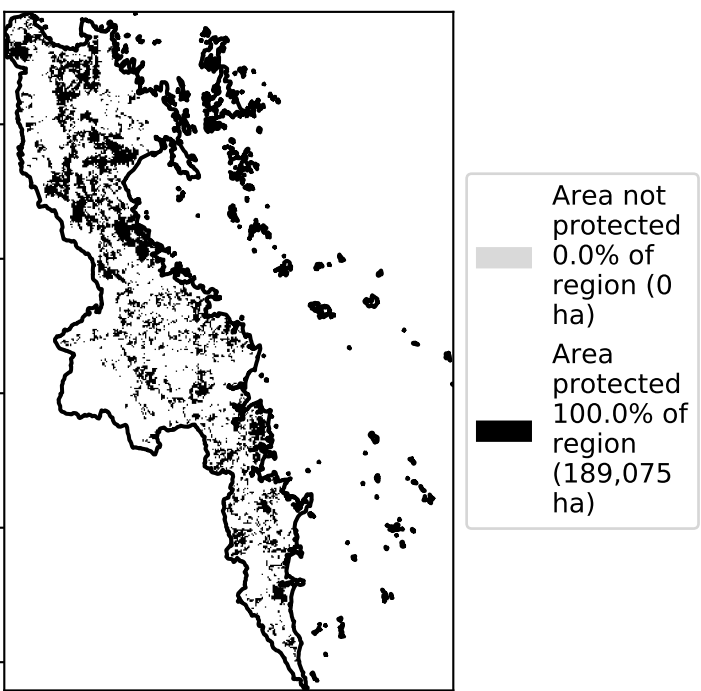 Area not
protected
0.0% of
region (0
ha)
Area
protected
100.0% of
region
(189,075
ha)